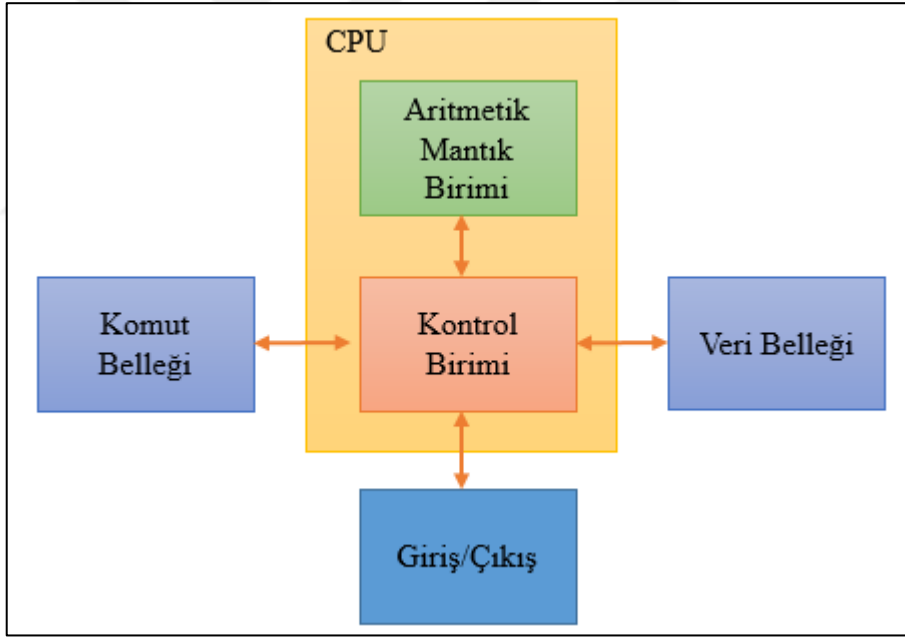 CPU
Aritmetik
Mantık
Birimi
Komut
Belleği
Kontrol
Birimi
Veri Belleği
Giriş/Çıkış